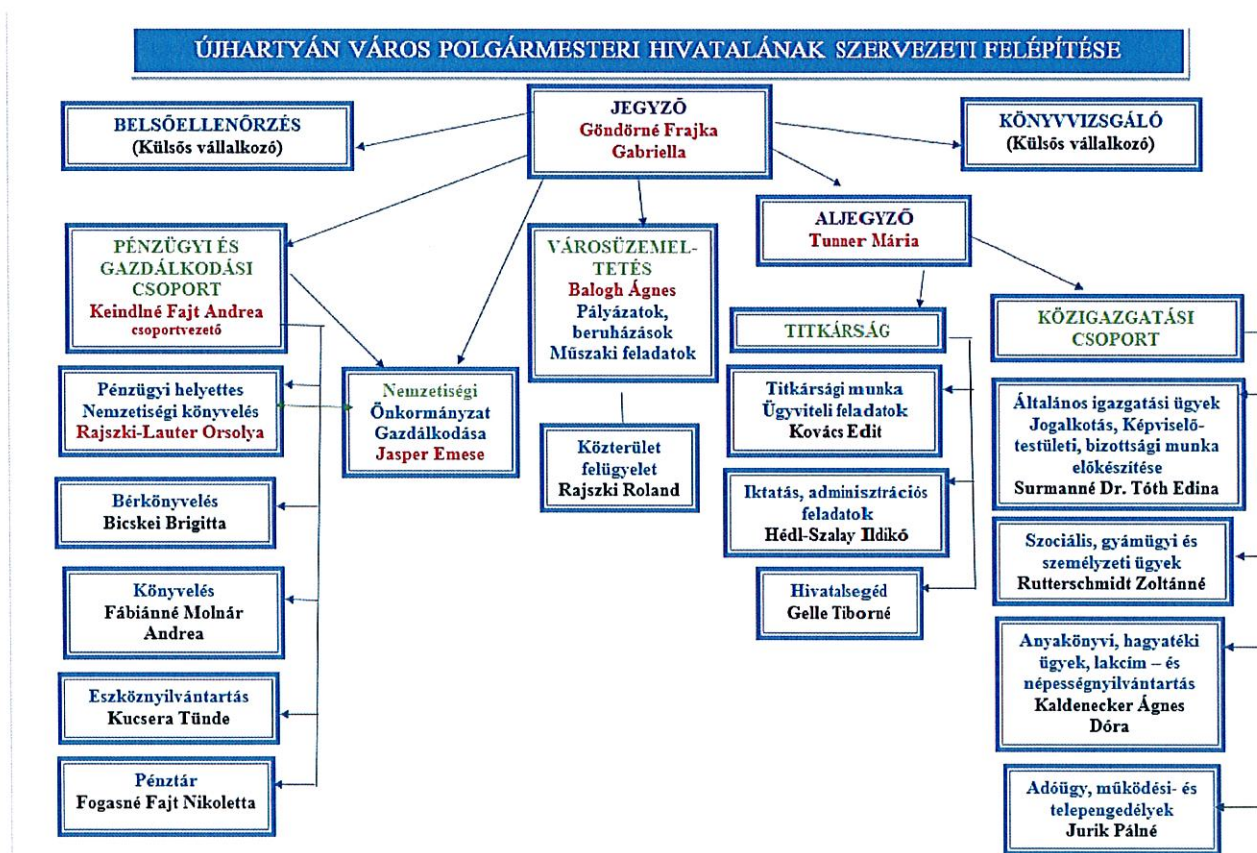 ÚJHARTYÁN VÁROS POLGÁRMESTERI HIVATALÁNAK SZERVEZETI FELÉPÍTÉSE
BELSŐELLENŐRZÉS
(Külsős vállalkozó)
JEGYZŐ
Göndörné Frajka
Gabriella
KÖNYVVIZSGÁLÓ
(Külsős vállalkozó)
ALJEGYZŐ
Tunner Mária
PÉNZÜGYI ÉS
GAZDÁLKODÁSI
CSOPORT
Keindlné Fajt Andrea
csoportvezető
Pénzügyi helyettes
Nemzetiségi könyvelés
Rajszki-Lauter Orsolya
Bérkönyvelés
Bicskei Brigitta
Könyvelés
Fábiánné Molnár
Andrea
Eszköznyilvántartás
Kucsera Tünde
Pénztár
Fogasné Fajt Nikoletta
Nemzetiségi
Önkormányzat
Gazdálkodása
Jasper Emese
VÁROSÜZEMEL-
TETÉS
Balogh Ágnes
Pályázatok,
beruházások
Műszaki feladatok
Közterület
felügyelet
Rajszki Roland
TITKÁRSÁG
Titkársági munka
Ügyviteli feladatok
Kovács Edit
Iktatás, adminisztrációs
feladatok
Hédl-Szalay Ildikó
Hivatalsegéd
Gelle Tiborné
KÖZIGAZGATÁSI
CSOPORT
Általános igazgatási ügyek
Jogalkotás, Képviselő-
testületi, bizottsági munka
előkészítése
Surmanné Dr. Tóth Edina
Szociális, gyámügyi és
személyzeti ügyek
Rutterschmidt Zoltánné
Anyakönyvi, hagyatéki
ügyek, lakcím – és
népességnyilvántartás
Kaldenecker Ágnes
Dóra
Adóügy, működési- és
telepengedélyek
Jurik Pálné